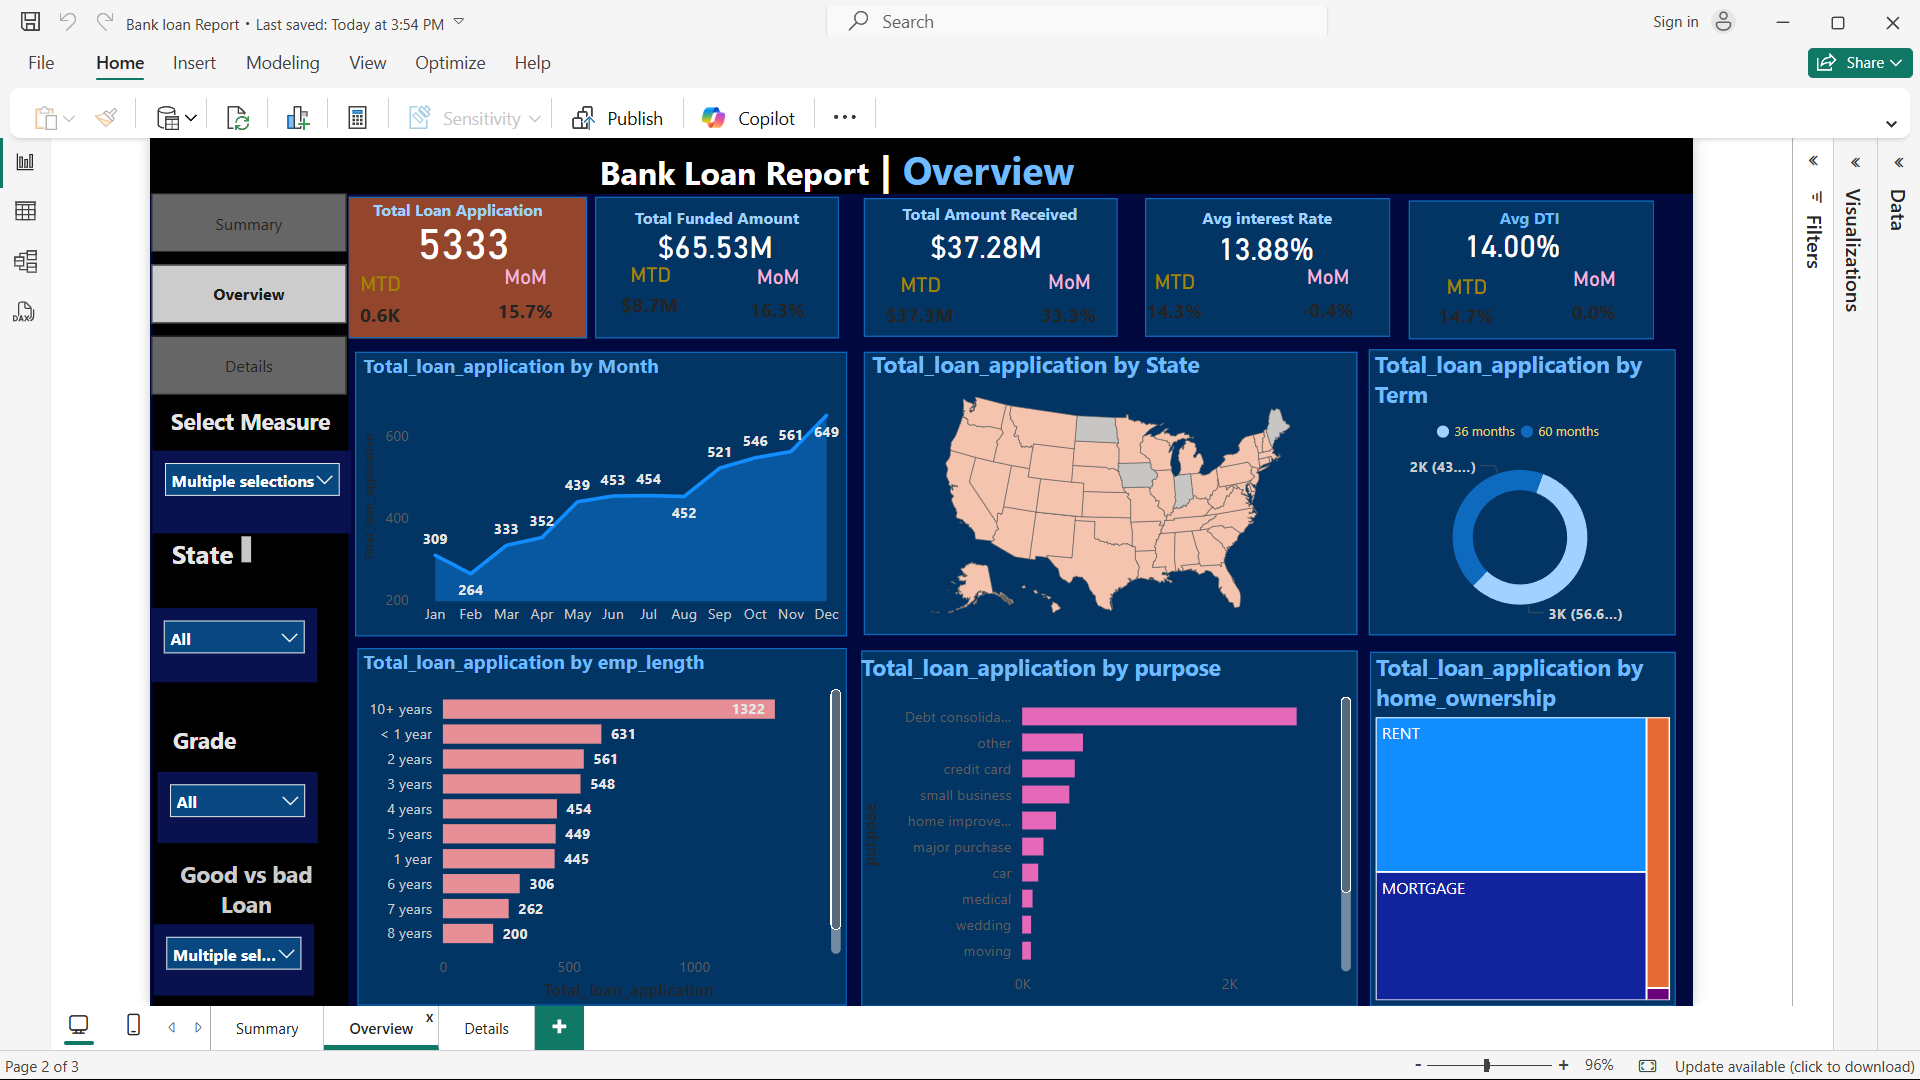 Bank loan Report • Last saved: Today at 3:54 PM
Search
Sign in
File
Home
Insert
Modeling
View
Optimize
Help
Share
Sensitivity
Publish
Copilot
DAX
Bank Loan Report | Overview
Summary
Overview
Details
Total Loan Application
5333
MTD
MoM
0.6K
15.7%
Total Funded Amount
$65.53M
MTD
MoM
$8.7M
16.3%
Total Amount Received
$37.28M
MTD
MoM
$37.3M
33.3%
Avg interest Rate
13.88%
MTD
MoM
14.3%
-0.4%
Avg DTI
14.00%
MTD
MoM
14.7%
0.0%
Filters
Visualizations
Data
Select Measure
Multiple selections
State
All
Grade
All
Good vs bad
Loan
Multiple sel...
Total_loan_application by Month
Total_loan_application
600
400
200
309
264
333
352
439
453
454
452
521
546
561
649
Jan
Feb
Mar
Apr
May
Jun
Jul
Aug
Sep
Oct
Nov
Dec
Total_loan_application by State
Total_loan_application by
Term
36 months
60 months
2K (43....)
3K (56.6...)
Total_loan_application by emp_length
10+ years 1322
< 1 year 631
2 years 561
3 years 548
4 years 454
5 years 449
1 year 445
6 years 306
7 years 262
8 years 200
0
500
1000
Total_loan_application
Total_loan_application by purpose
purpose
Debt consolida...
other
credit card
small business
home improve...
major purchase
car
medical
wedding
moving
0K
2K
Total_loan_application by
home_ownership
RENT
MORTGAGE
Summary
Overview
x
Details
+
Page 2 of 3
- + 96%
Update available (click to download)